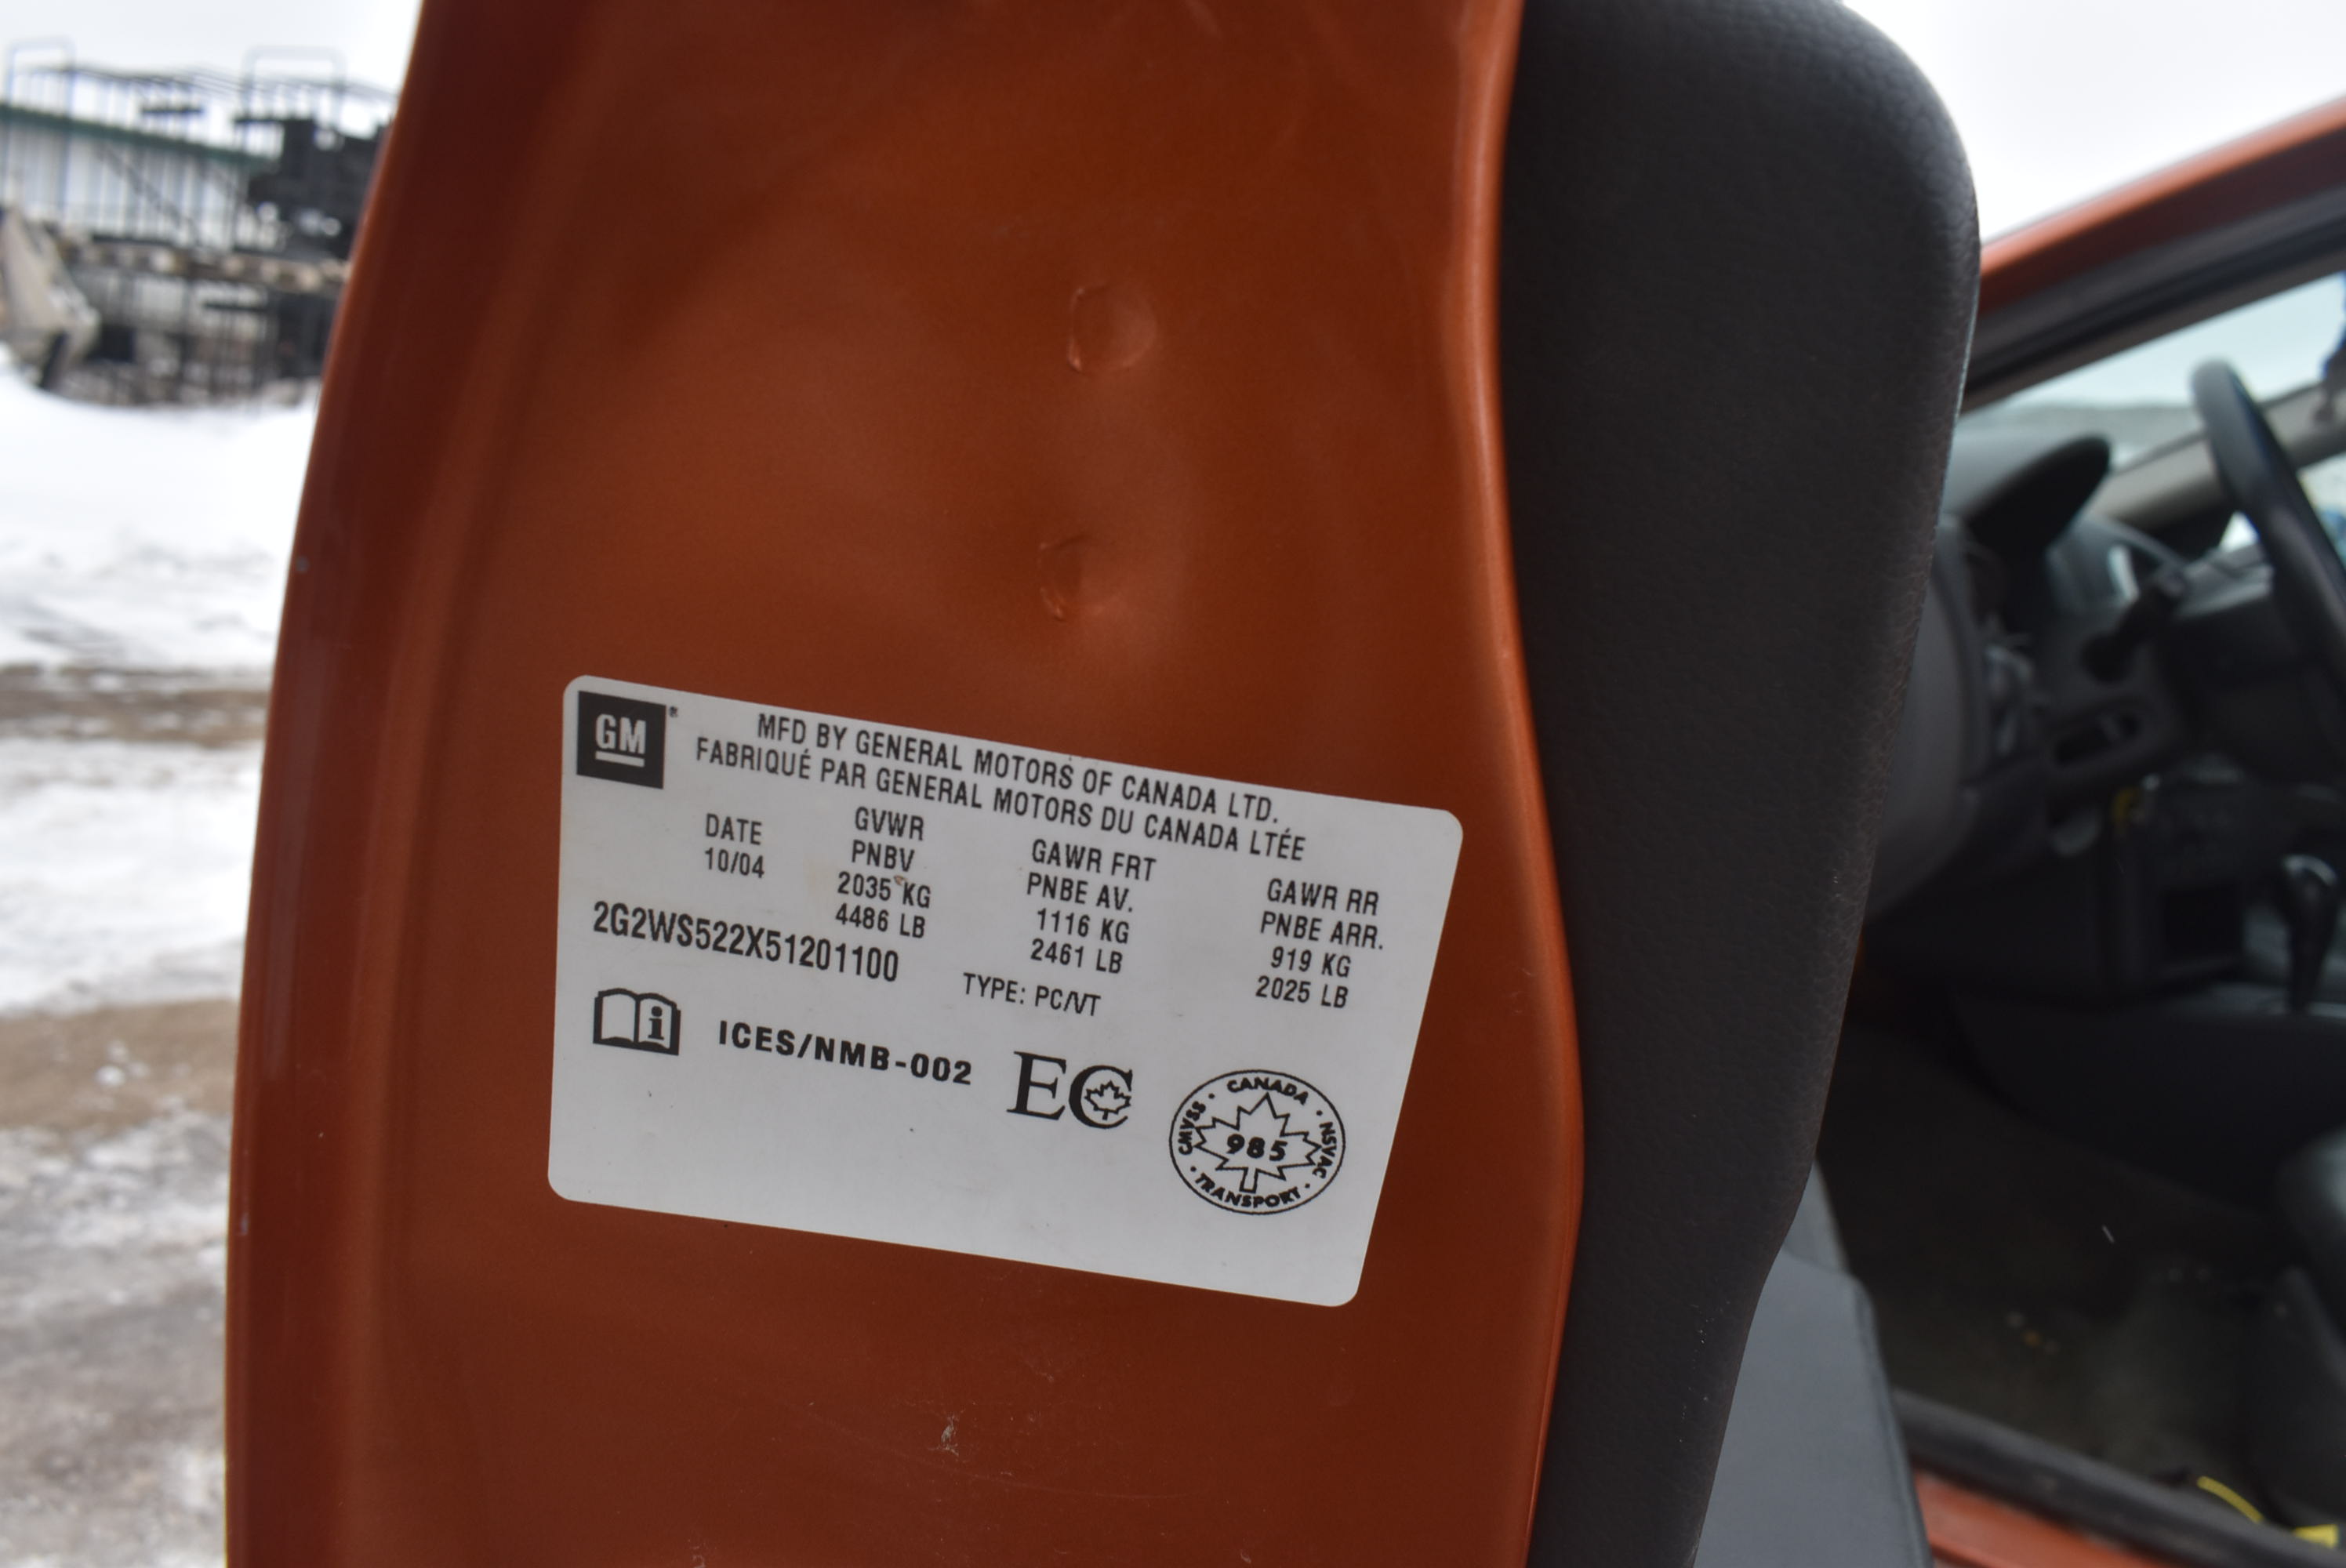 GM®
MFD BY GENERAL MOTORS OF CANADA LTD.
FABRIQUÉ PAR GENERAL MOTORS DU CANADA LTÉE
DATE GVWR GAWR FRT GAWR RR
10/04 PNBV PNBE AV. PNBE ARR.
2035 KG 1116 KG 919 KG
4486 LB 2461 LB 2025 LB
2G2WS522X51201100 TYPE: PC/VT
i ICES/NMB-002 EC
CANADA
CMVSS 985 NSVAC
TRANSPORT